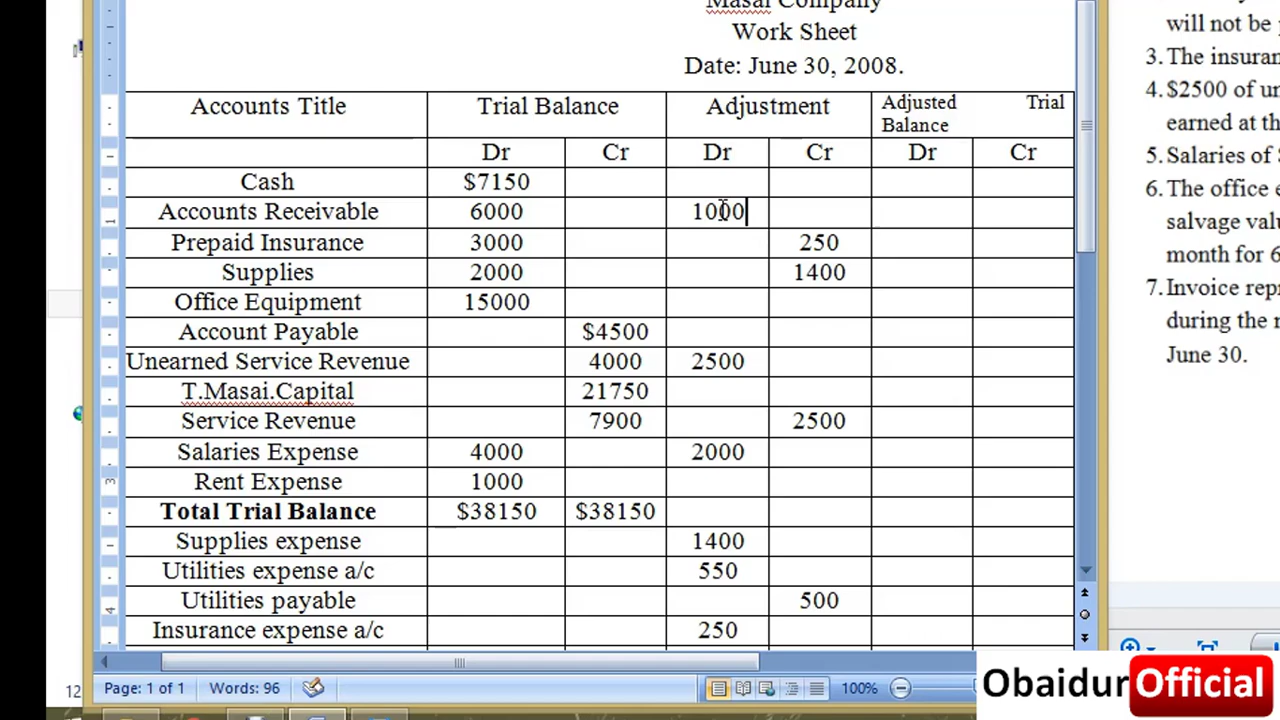 Masai Company
Work Sheet
Date: June 30, 2008.
Accounts Title Trial Balance Adjustment Adjusted Trial Balance
Dr Cr Dr Cr Dr Cr
Cash $7150
Accounts Receivable 6000 1000
Prepaid Insurance 3000 250
Supplies 2000 1400
Office Equipment 15000
Account Payable $4500
Unearned Service Revenue 4000 2500
T.Masai.Capital 21750
Service Revenue 7900 2500
Salaries Expense 4000 2000
Rent Expense 1000
Total Trial Balance $38150 $38150
Supplies expense 1400
Utilities expense a/c 550
Utilities payable 500
Insurance expense a/c 250
will not be
3. The insuran
4. $2500 of un
earned at th
5. Salaries of
6. The office e
salvage valu
month for 6
7. Invoice repr
during the
June 30.
1
3
4
12
Page: 1 of 1 Words: 96 100%
Obaidur Official